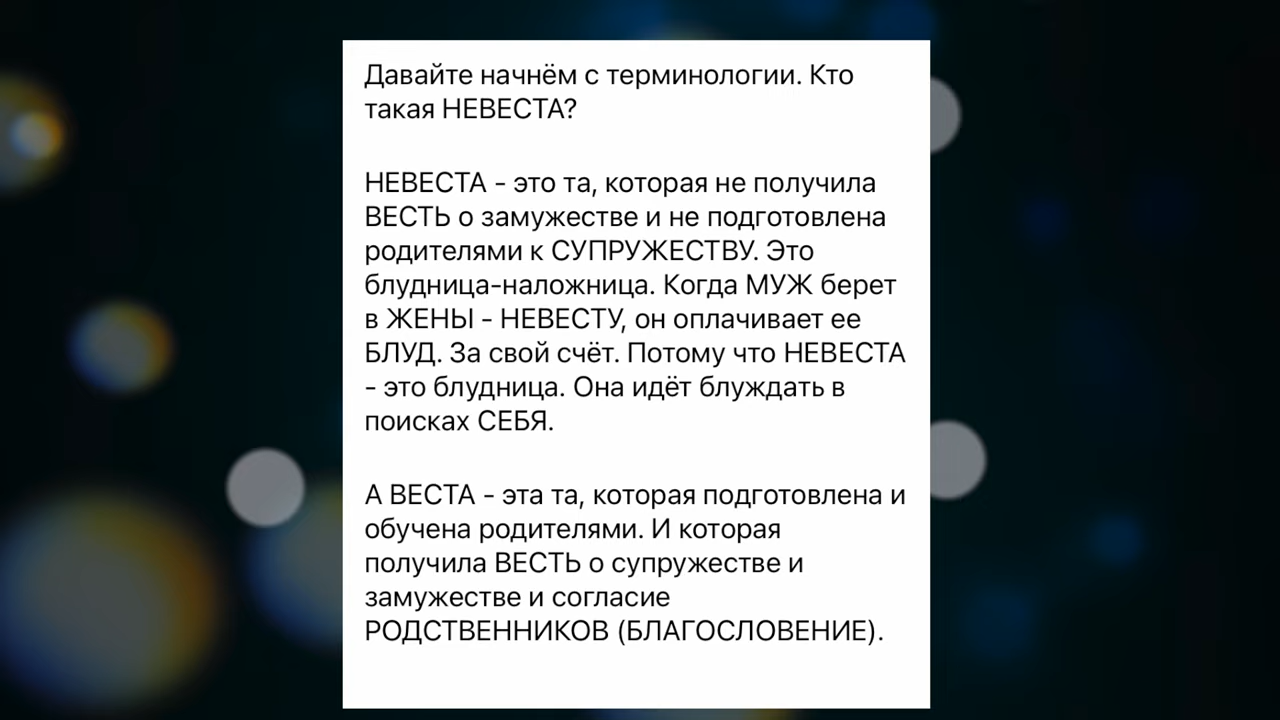 Давайте начнём с терминологии. Кто
такая НЕВЕСТА?
НЕВЕСТА - это та, которая не получила
ВЕСТЬ о замужестве и не подготовлена
родителями к СУПРУЖЕСТВУ. Это
блудница-наложница. Когда МУЖ берет
в ЖЕНЫ - НЕВЕСТУ, он оплачивает ее
БЛУД. За свой счёт. Потому что НЕВЕСТА
- это блудница. Она идёт блуждать в
поисках СЕБЯ.
А ВЕСТА - эта та, которая подготовлена и
обучена родителями. И которая
получила ВЕСТЬ о супружестве и
замужестве и согласие
РОДСТВЕННИКОВ (БЛАГОСЛОВЕНИЕ).